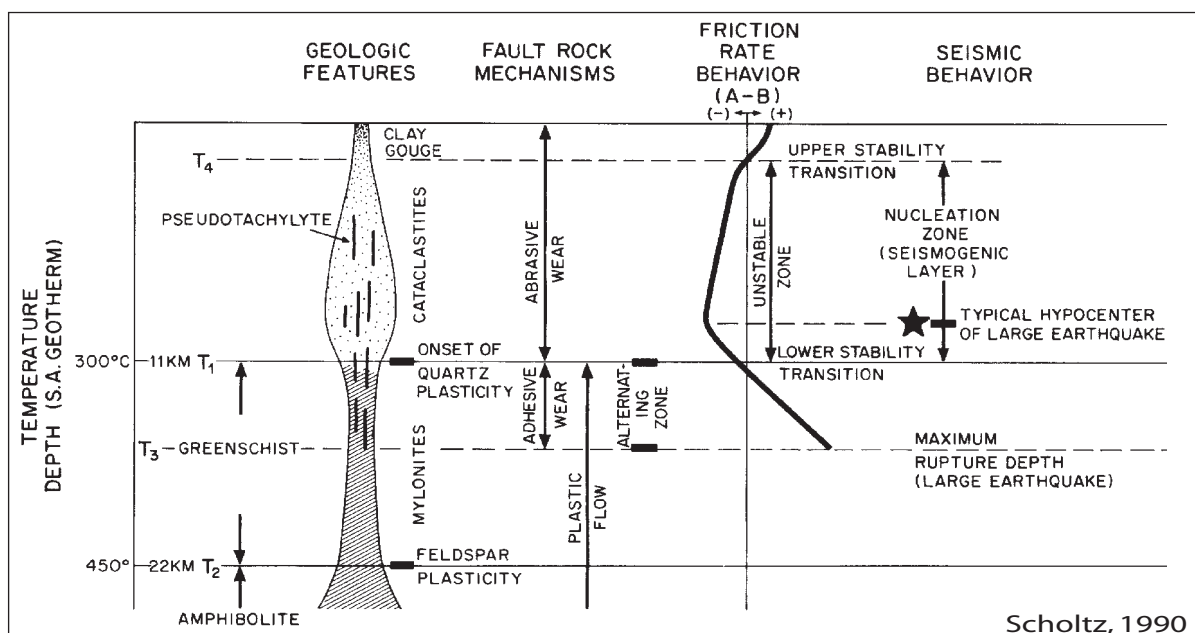 GEOLOGIC
FEATURES
FAULT ROCK
MECHANISMS
FRICTION
RATE
BEHAVIOR
(A-B)
(-) (+)
SEISMIC
BEHAVIOR
TEMPERATURE
DEPTH (S.A. GEOTHERM)
T4
CLAY
GOUGE
UPPER STABILITY
TRANSITION
PSEUDOTACHYLYTE
CATACLASTITES
ABRASIVE
WEAR
UNSTABLE
ZONE
NUCLEATION
ZONE
(SEISMOGENIC
LAYER)
TYPICAL HYPOCENTER
OF LARGE EARTHQUAKE
300°C 11KM T1
ONSET OF
QUARTZ PLASTICITY
LOWER STABILITY
TRANSITION
ADHESIVE
WEAR
ALTERNAT-
ING
ZONE
T3 GREENSCHIST
MYLONITES
PLASTIC
FLOW
MAXIMUM
RUPTURE DEPTH
(LARGE EARTHQUAKE)
450° 22KM T2
FELDSPAR
PLASTICITY
AMPHIBOLITE
Scholtz, 1990